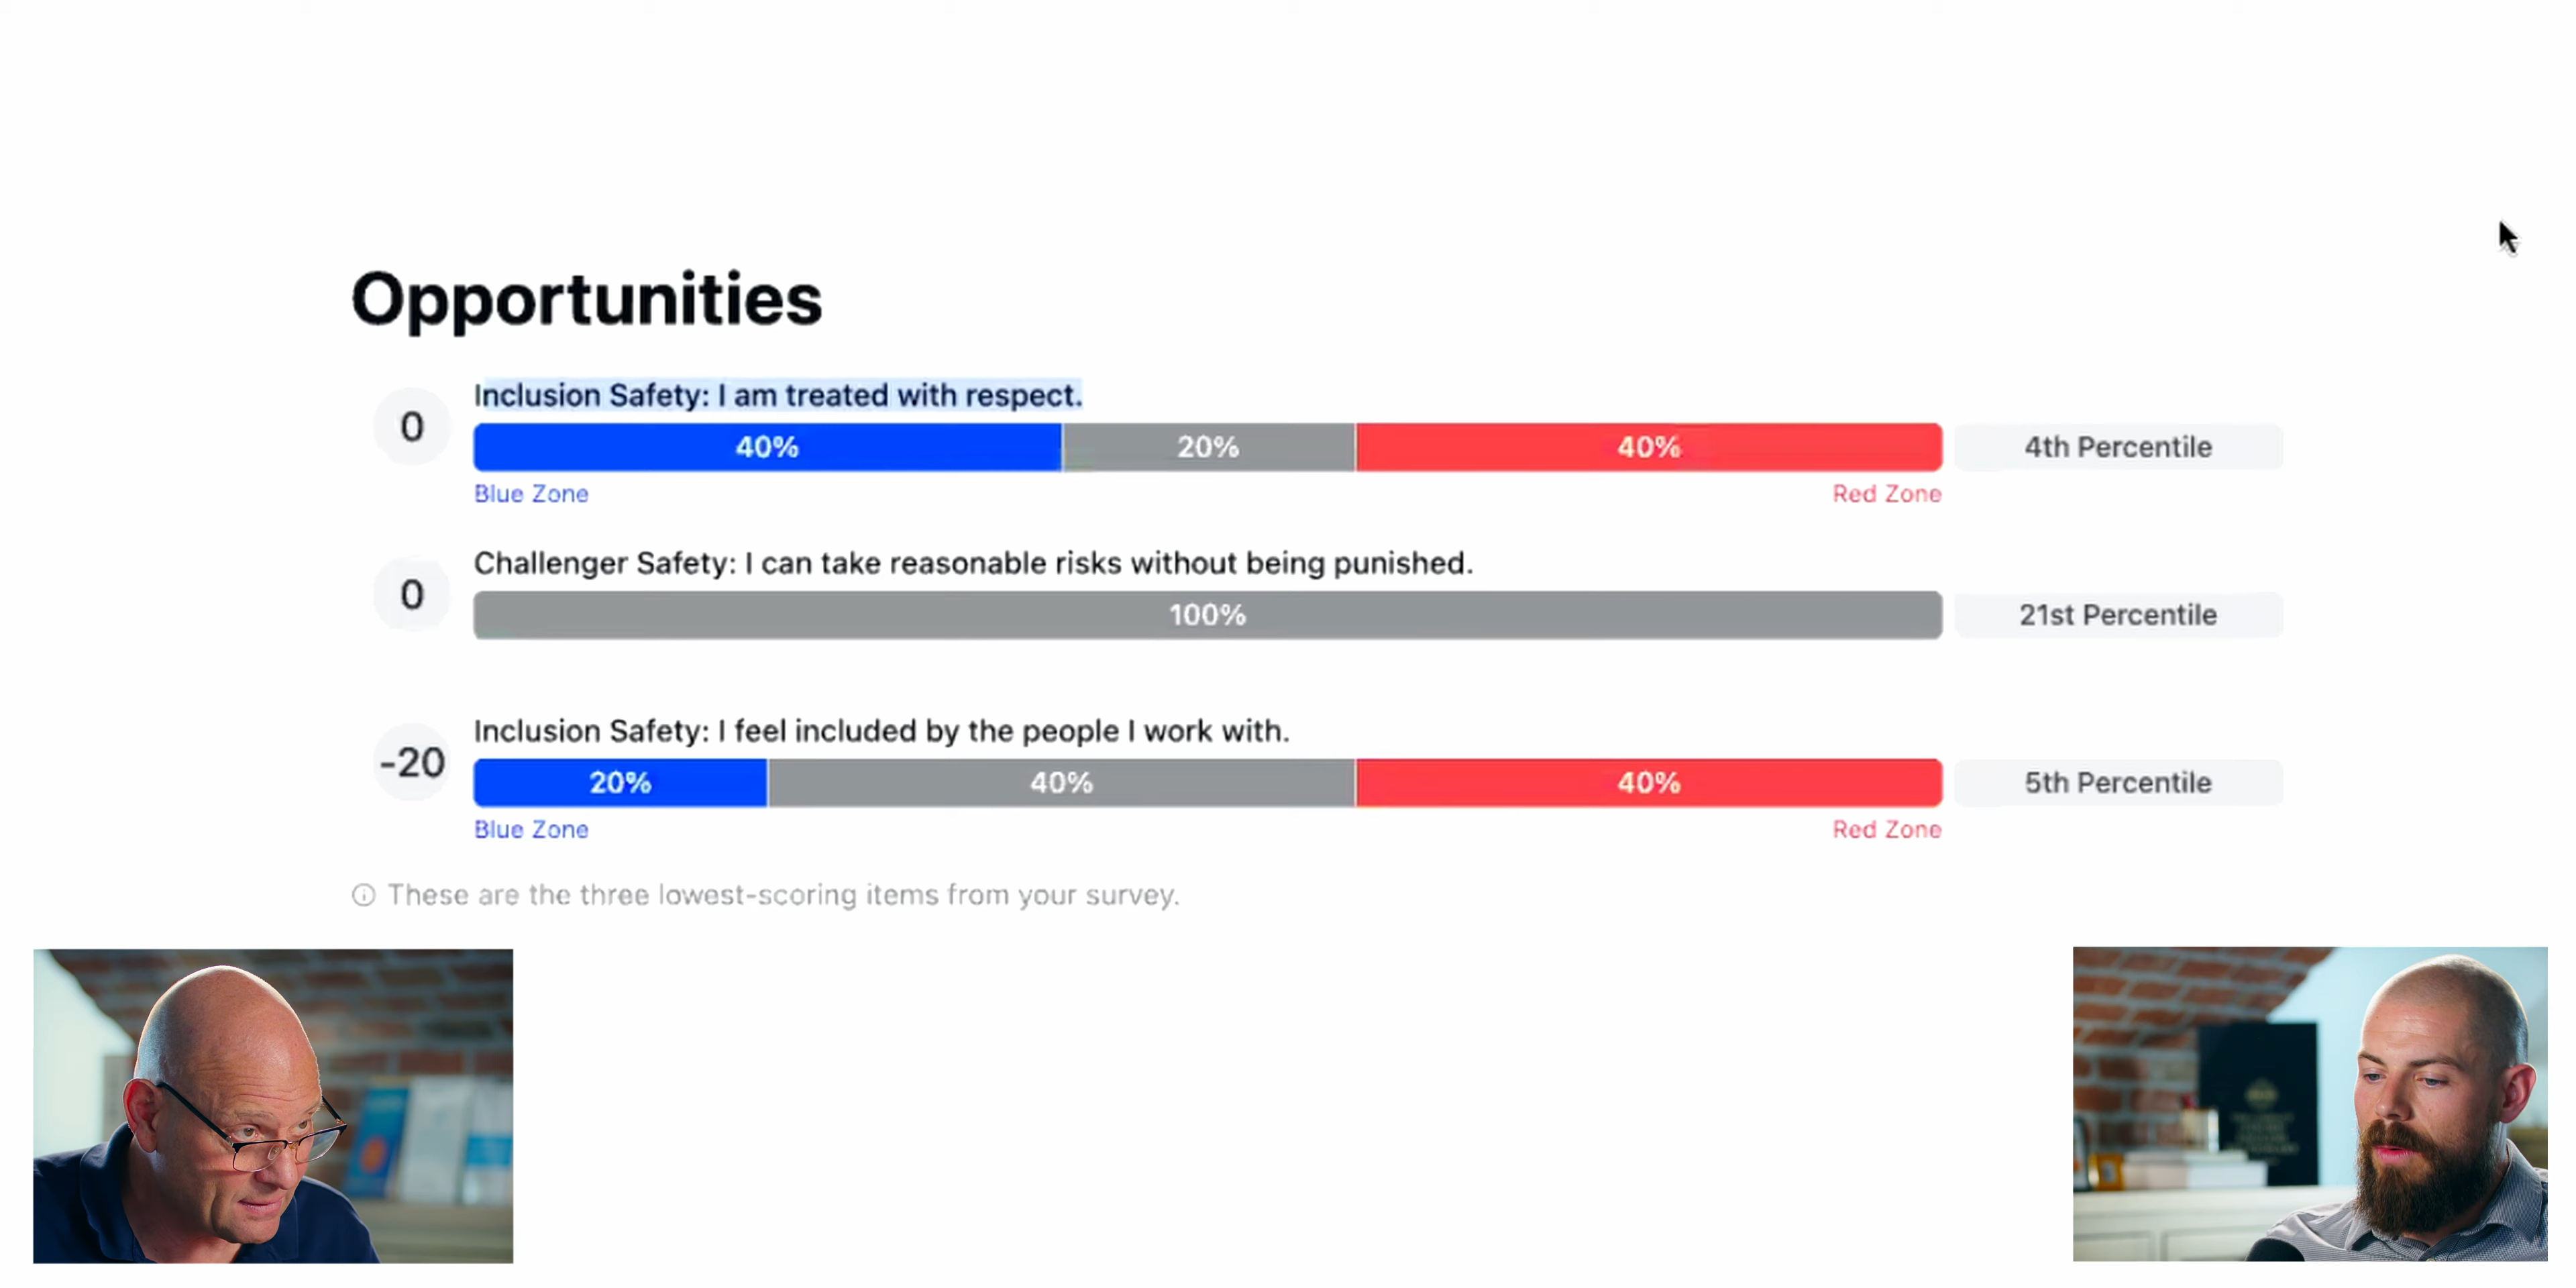 Opportunities
0
Inclusion Safety: I am treated with respect.
40% 20% 40%
4th Percentile
Blue Zone Red Zone
0
Challenger Safety: I can take reasonable risks without being punished.
100%
21st Percentile
-20
Inclusion Safety: I feel included by the people I work with.
20% 40% 40%
5th Percentile
Blue Zone Red Zone
These are the three lowest-scoring items from your survey.